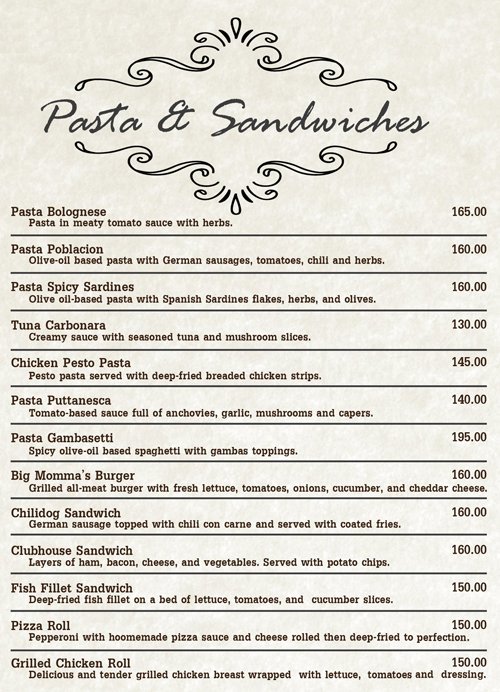 Pasta & Sandwiches
Pasta Bolognese 165.00
Pasta in meaty tomato sauce with herbs.
Pasta Poblacion 160.00
Olive-oil based pasta with German sausages, tomatoes, chili and herbs.
Pasta Spicy Sardines 160.00
Olive oil-based pasta with Spanish Sardines flakes, herbs, and olives.
Tuna Carbonara 130.00
Creamy sauce with seasoned tuna and mushroom slices.
Chicken Pesto Pasta 145.00
Pesto pasta served with deep-fried breaded chicken strips.
Pasta Puttanesca 140.00
Tomato-based sauce full of anchovies, garlic, mushrooms and capers.
Pasta Gambasetti 195.00
Spicy olive-oil based spaghetti with gambas toppings.
Big Momma's Burger 160.00
Grilled all-meat burger with fresh lettuce, tomatoes, onions, cucumber, and cheddar cheese.
Chilidog Sandwich 160.00
German sausage topped with chili con carne and served with coated fries.
Clubhouse Sandwich 160.00
Layers of ham, bacon, cheese, and vegetables. Served with potato chips.
Fish Fillet Sandwich 150.00
Deep-fried fish fillet on a bed of lettuce, tomatoes, and cucumber slices.
Pizza Roll 150.00
Pepperoni with hoomemade pizza sauce and cheese rolled then deep-fried to perfection.
Grilled Chicken Roll 150.00
Delicious and tender grilled chicken breast wrapped with lettuce, tomatoes and dressing.